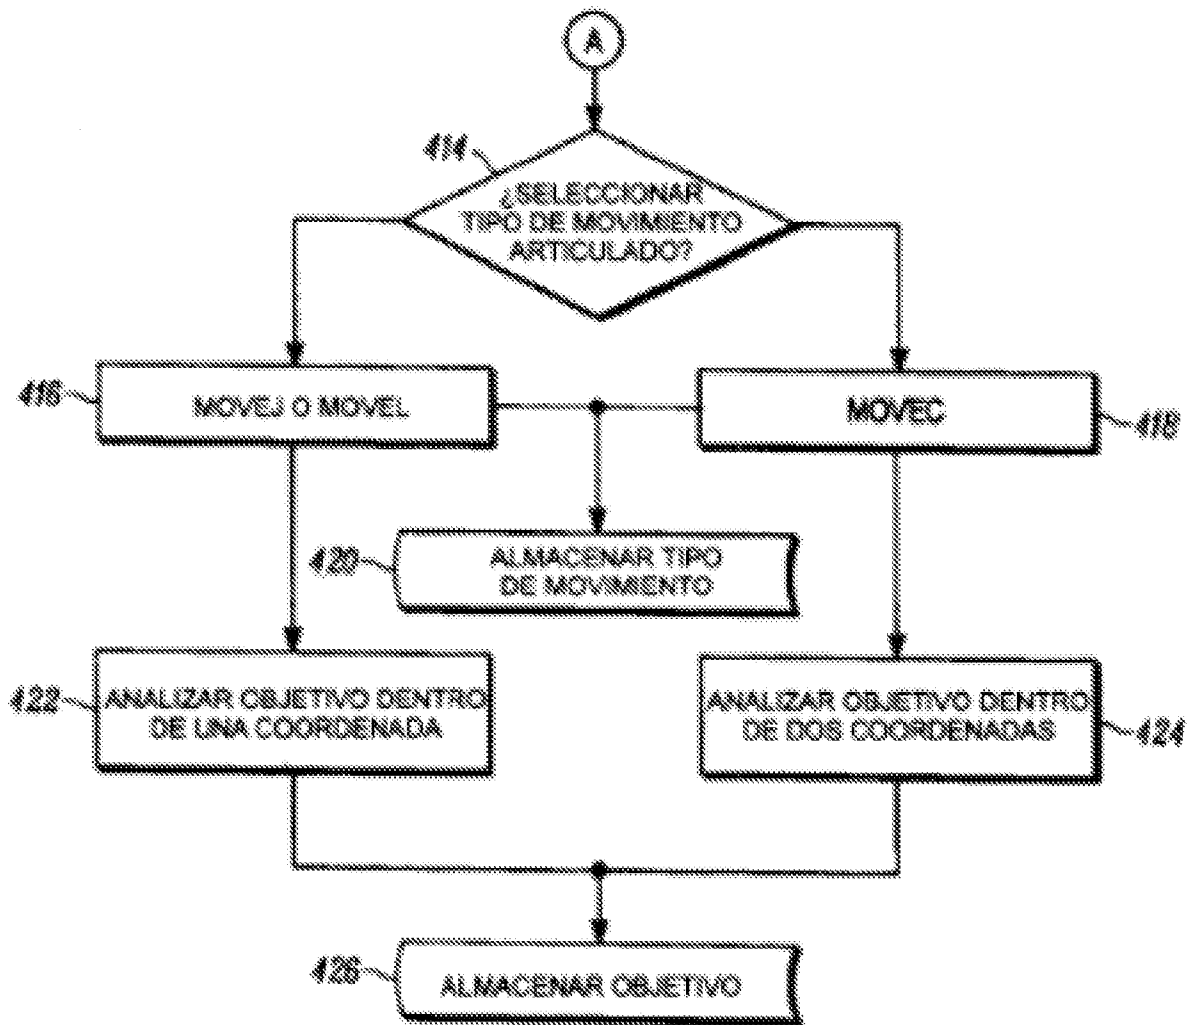 A
414
¿SELECCIONAR
TIPO DE MOVIMIENTO
ARTICULADO?
416
MOVEJ O MOVEL
MOVEC
418
420
ALMACENAR TIPO
DE MOVIMIENTO
422
ANALIZAR OBJETIVO DENTRO
DE UNA COORDENADA
ANALIZAR OBJETIVO DENTRO
DE DOS COORDENADAS
424
426
ALMACENAR OBJETIVO